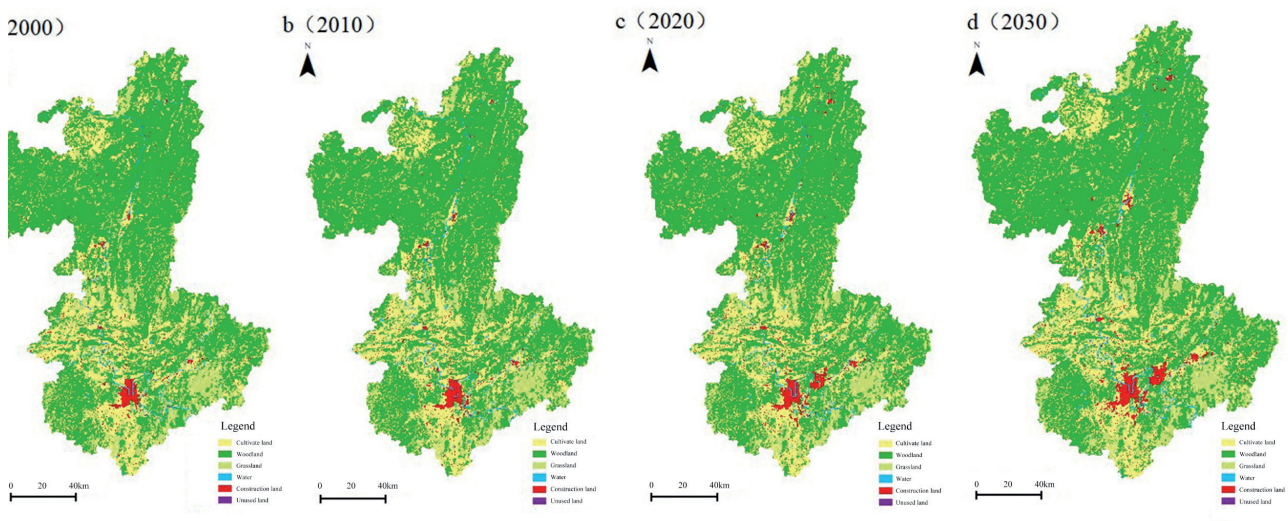 2000）
b（2010）
c（2020）
d（2030）
N
N
N
Legend
Cultivate land
Woodland
Grassland
Water
Construction land
Unused land
0 20 40km
Legend
Cultivate land
Woodland
Grassland
Water
Construction land
Unused land
0 20 40km
Legend
Cultivate land
Woodland
Grassland
Water
Construction land
Unused land
0 20 40km
Legend
Cultivate land
Woodland
Grassland
Water
Construction land
Unused land
0 20 40km